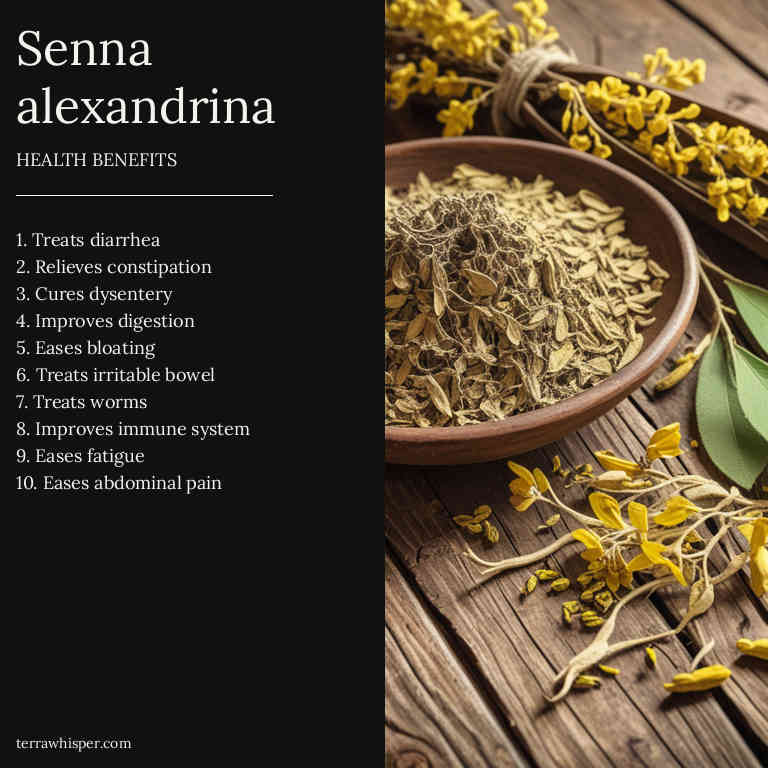 Senna
alexandrina
HEALTH BENEFITS
1. Treats diarrhea
2. Relieves constipation
3. Cures dysentery
4. Improves digestion
5. Eases bloating
6. Treats irritable bowel
7. Treats worms
8. Improves immune system
9. Eases fatigue
10. Eases abdominal pain
terrawhisper.com